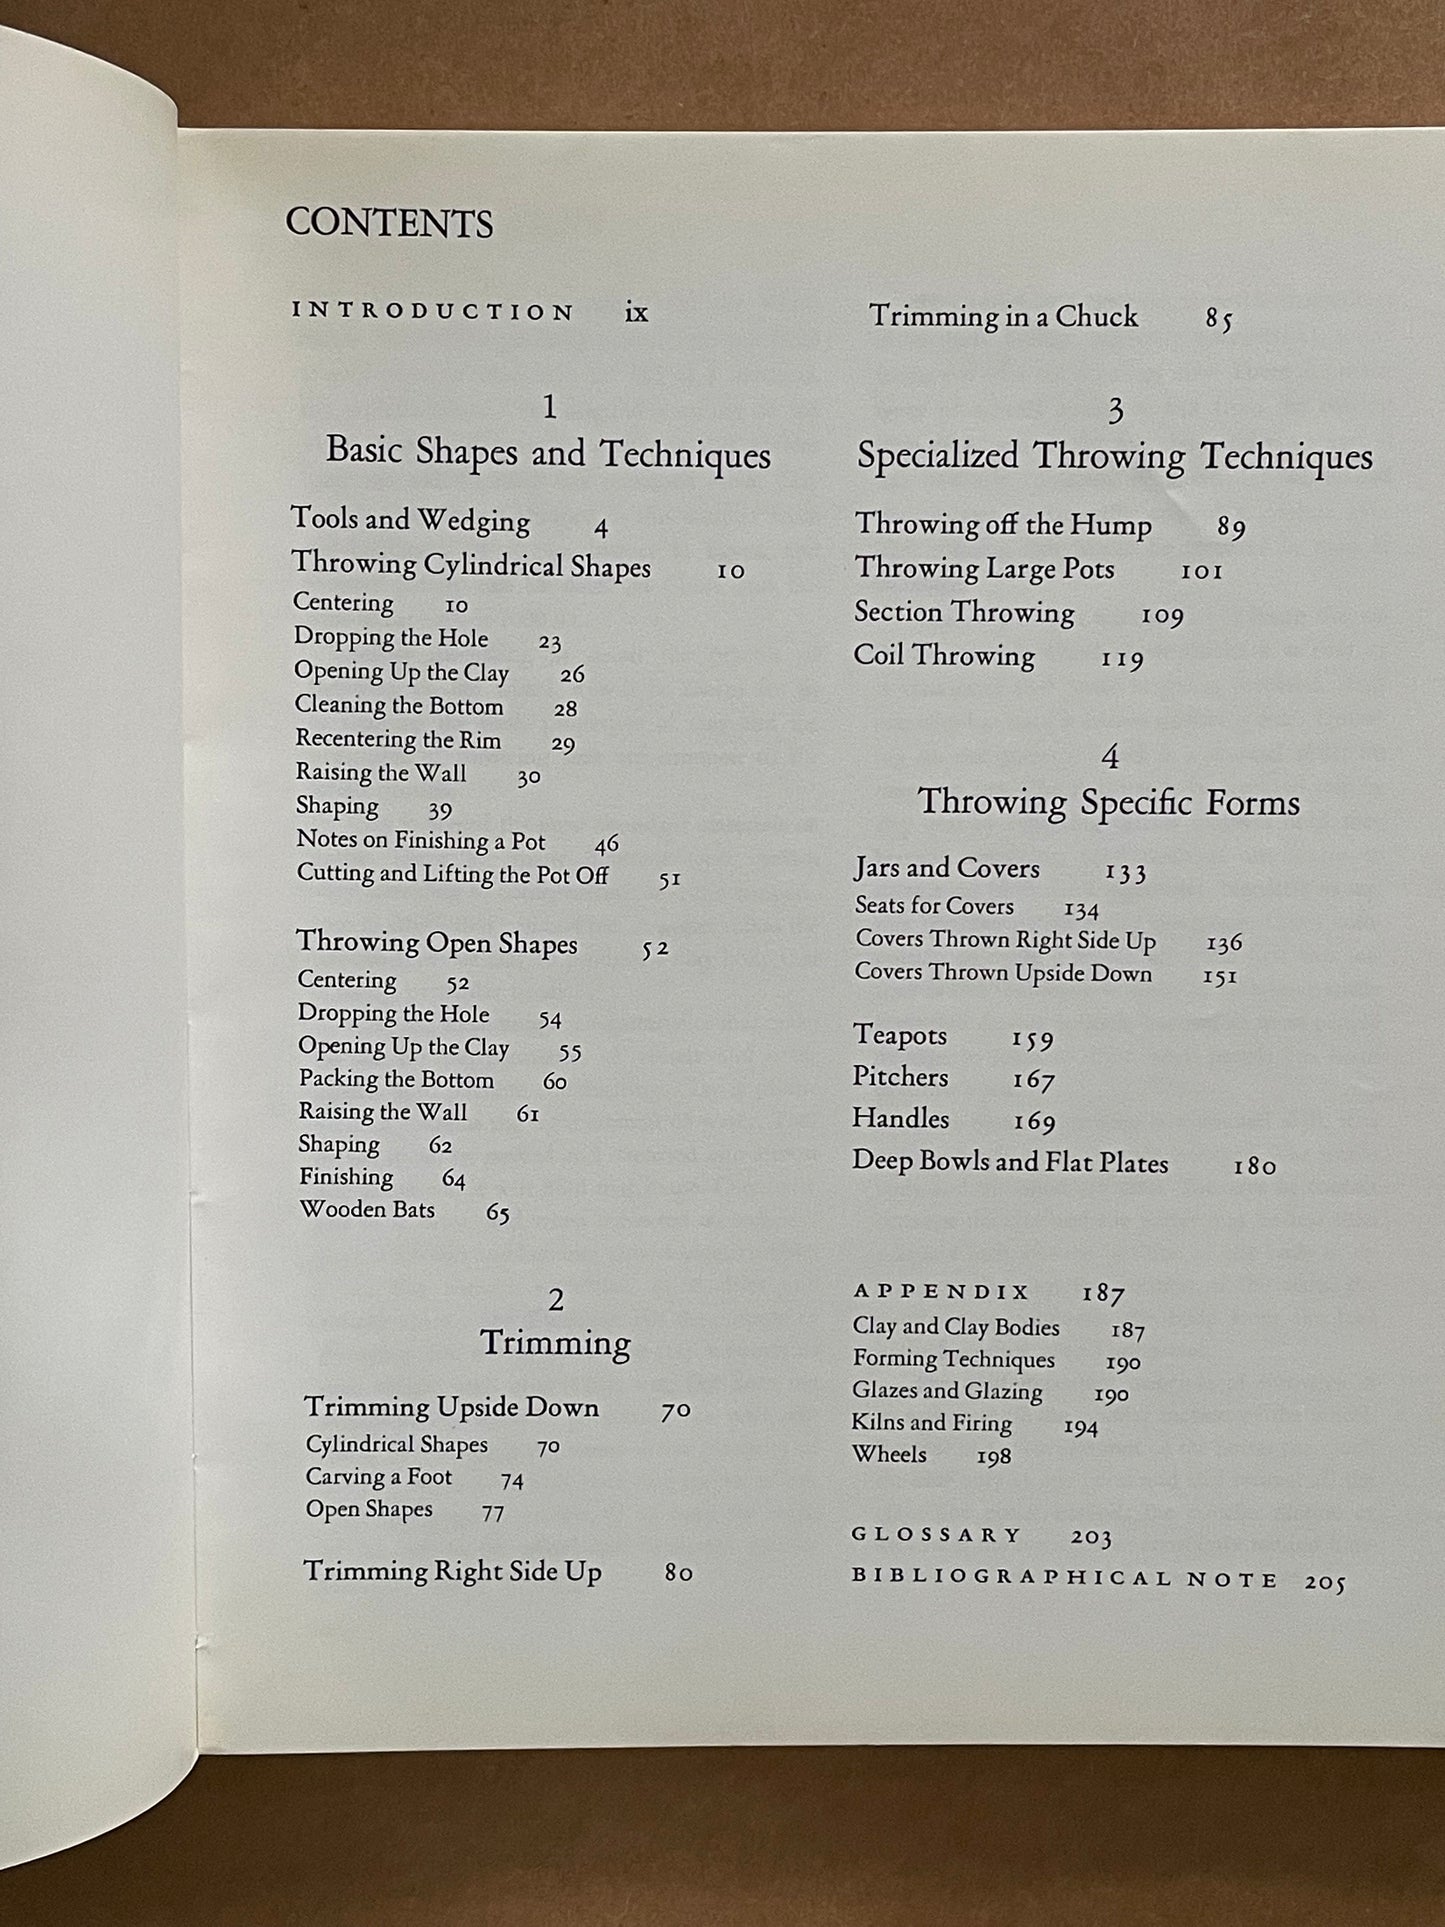 CONTENTS
INTRODUCTION ix
1
Basic Shapes and Techniques
Tools and Wedging 4
Throwing Cylindrical Shapes 10
Centering 10
Dropping the Hole 23
Opening Up the Clay 26
Cleaning the Bottom 28
Recentering the Rim 29
Raising the Wall 30
Shaping 39
Notes on Finishing a Pot 46
Cutting and Lifting the Pot Off 51
Throwing Open Shapes 52
Centering 52
Dropping the Hole 54
Opening Up the Clay 55
Packing the Bottom 60
Raising the Wall 61
Shaping 62
Finishing 64
Wooden Bats 65
2
Trimming
Trimming Upside Down 70
Cylindrical Shapes 70
Carving a Foot 74
Open Shapes 77
Trimming Right Side Up 80
Trimming in a Chuck 85
3
Specialized Throwing Techniques
Throwing off the Hump 89
Throwing Large Pots 101
Section Throwing 109
Coil Throwing 119
4
Throwing Specific Forms
Jars and Covers 133
Seats for Covers 134
Covers Thrown Right Side Up 136
Covers Thrown Upside Down 151
Teapots 159
Pitchers 167
Handles 169
Deep Bowls and Flat Plates 180
APPENDIX 187
Clay and Clay Bodies 187
Forming Techniques 190
Glazes and Glazing 190
Kilns and Firing 194
Wheels 198
GLOSSARY 203
BIBLIOGRAPHICAL NOTE 205